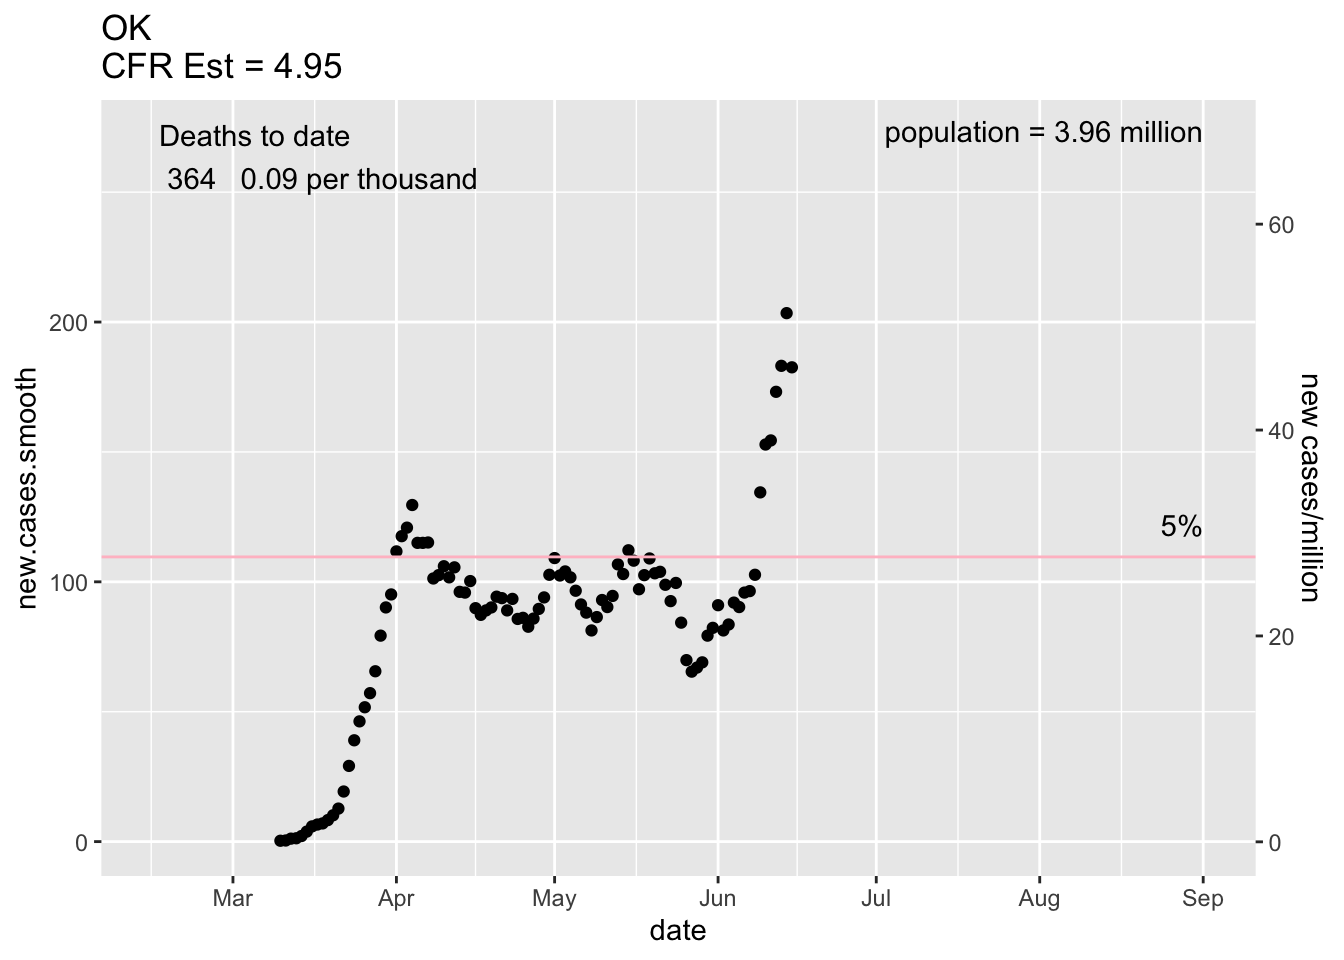 OK
CFR Est = 4.95
Deaths to date
364 0.09 per thousand
population = 3.96 million
5%
new.cases.smooth
200
100
0
60
40
20
0
new cases/million
Mar Apr May Jun Jul Aug Sep
date